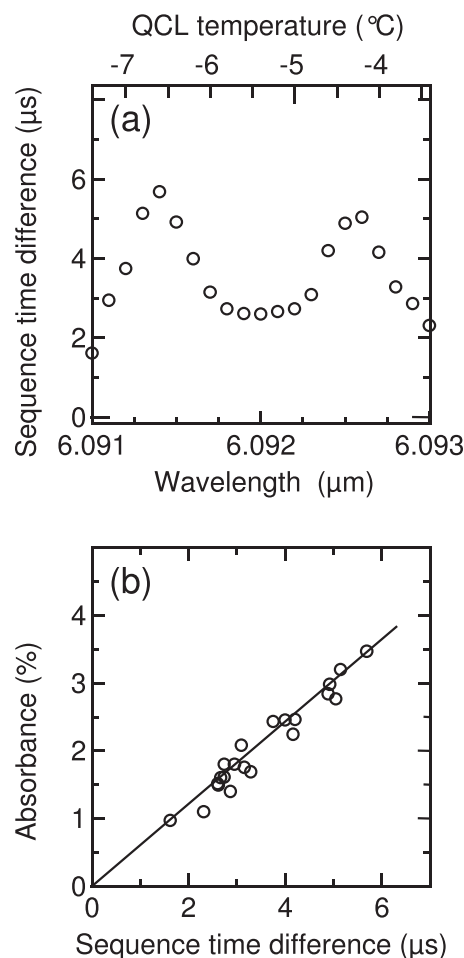 QCL temperature (°C)
-7 -6 -5 -4
(a)
Sequence time difference (µs)
6
4
2
0
6.091 6.092 6.093
Wavelength (µm)
(b)
Absorbance (%)
4
3
2
1
0
0 2 4 6
Sequence time difference (µs)